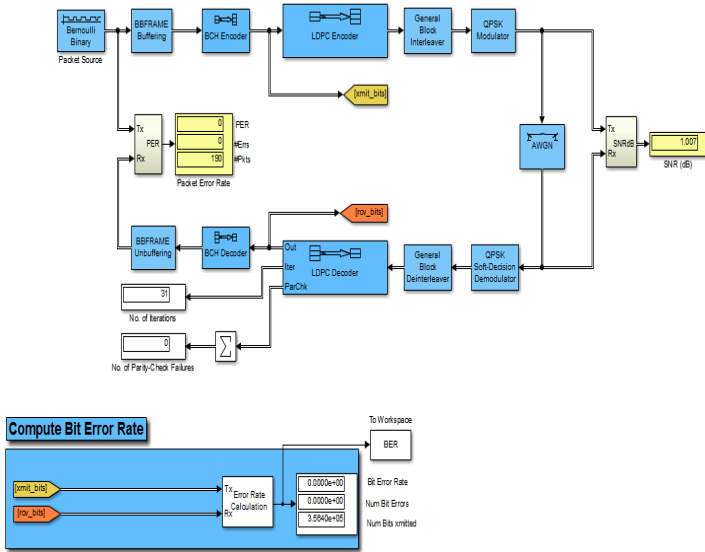 Bernoulli
Binary
Packet Source
BBFRAME
Buffering
BCH Encoder
LDPC Encoder
General
Block
Interleaver
QPSK
Modulator
[xmit_bits]
Tx
PER
Rx
0
PER
0
#Errs
190
#Pkts
Packet Error Rate
AWGN
Tx
SNRdB
Rx
1.007
SNR (dB)
[rcv_bits]
BBFRAME
Unbuffering
BCH Decoder
Out
Iter
ParChk
LDPC Decoder
General
Block
Deinterleaver
QPSK
Soft-Decision
Demodulator
31
No. of Iterations
0
No. of Parity-Check Failures
∑
Compute Bit Error Rate
To Workspace
BER
[xmit_bits]
[rcv_bits]
Tx
Rx
Error Rate
Calculation
0.0000e+00
Bit Error Rate
0.0000e+00
Num Bit Errors
3.5640e+05
Num Bits xmitted